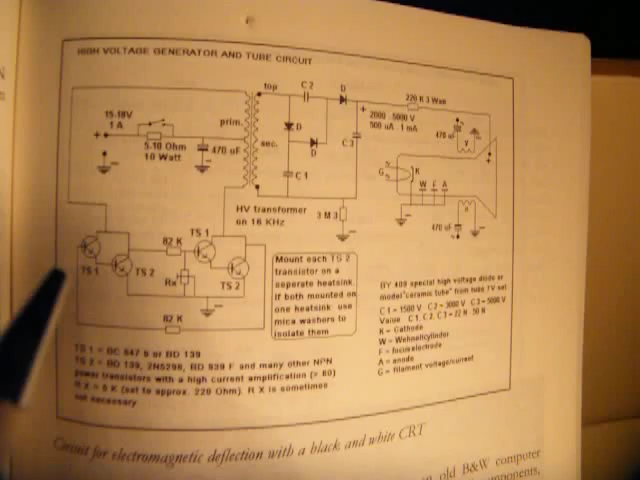 HIGH VOLTAGE GENERATOR AND TUBE CIRCUIT
top
C 2
D
220 K 3 Watt
15-18V
1 A
prim.
+
2000 - 5000 V
500 uA - 1 mA
470 uF
y
5-10 Ohm
10 Watt
470 uF
sec.
D
D
C 3
G
K
W F A
C 1
HV transformer
on 16 KHz
3 M 3
470 uF
TS 1
82 K
TS 1
TS 2
Rx
TS 2
82 K
Mount each TS 2
transistor on a
seperate heatsink.
If both mounted on
one heatsink: use
mica washers to
isolate them
BY 409 special high voltage diode or
model "ceramic tube" from tube TV set
C 1 = 1500 V C 2 = 3000 V C 3 = 5000 V
Value C 1, C 2, C 3 = 22 N 50 N
K = Cathode
W = Wehneltcylinder
F = focus electrode
A = anode
G = filament voltage/current
TS 1 = BC 547 b or BD 139
TS 2 = BD 139, 2N5296, BD 939 F and many other NPN
power transistors with a high current amplification (> 80)
R X = 5 K (set to approx. 220 Ohm). R X is sometimes
not necessary
Circuit for electromagnetic deflection with a black and white CRT
old B&W computer
components,